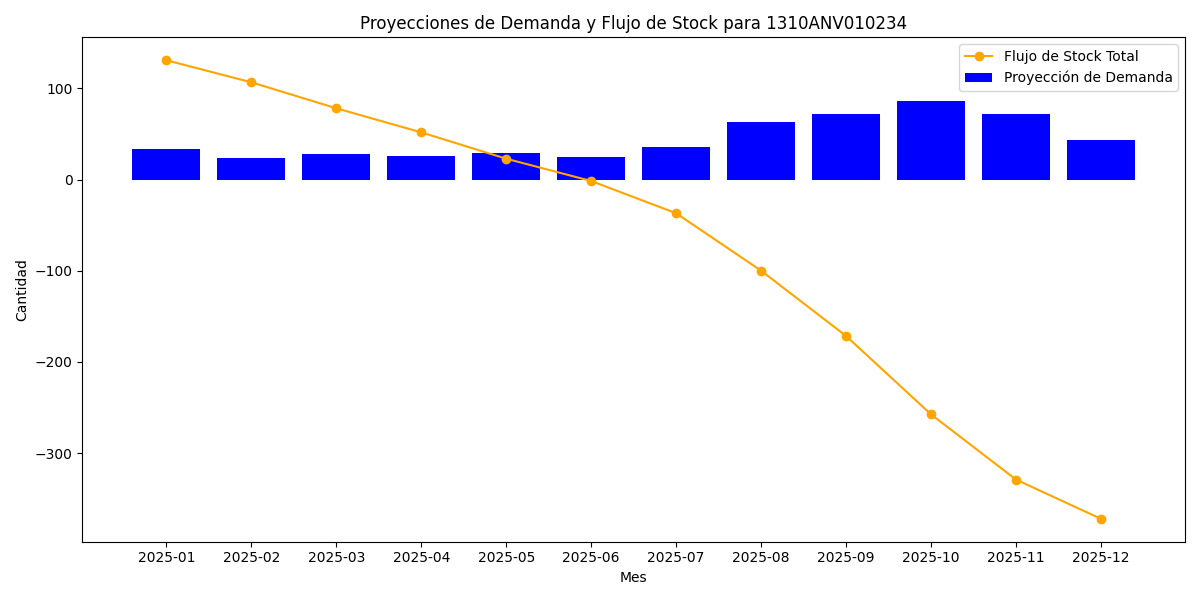 Proyecciones de Demanda y Flujo de Stock para 1310ANV010234
Flujo de Stock Total
Proyección de Demanda
100
0
−100
−200
−300
Cantidad
2025-01 2025-02 2025-03 2025-04 2025-05 2025-06 2025-07 2025-08 2025-09 2025-10 2025-11 2025-12
Mes